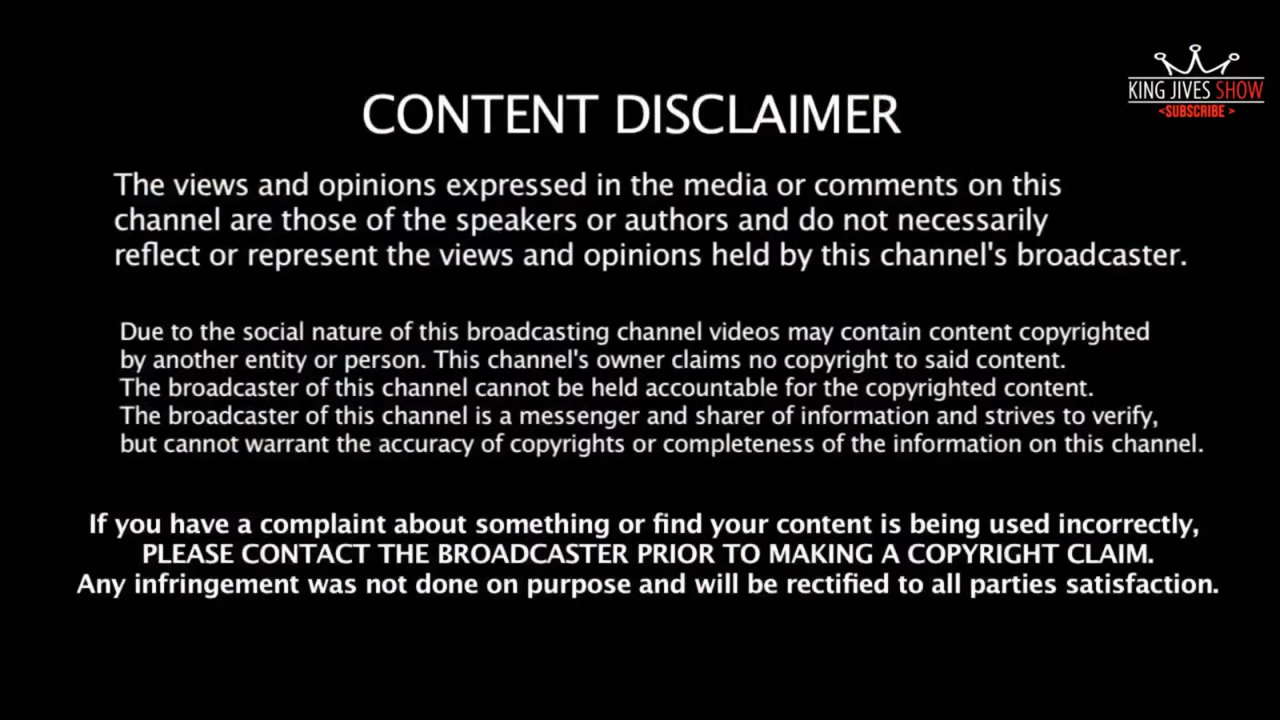 KING JIVES SHOW
<SUBSCRIBE >
CONTENT DISCLAIMER
The views and opinions expressed in the media or comments on this
channel are those of the speakers or authors and do not necessarily
reflect or represent the views and opinions held by this channel's broadcaster.
Due to the social nature of this broadcasting channel videos may contain content copyrighted
by another entity or person. This channel's owner claims no copyright to said content.
The broadcaster of this channel cannot be held accountable for the copyrighted content.
The broadcaster of this channel is a messenger and sharer of information and strives to verify,
but cannot warrant the accuracy of copyrights or completeness of the information on this channel.
If you have a complaint about something or find your content is being used incorrectly,
PLEASE CONTACT THE BROADCASTER PRIOR TO MAKING A COPYRIGHT CLAIM.
Any infringement was not done on purpose and will be rectified to all parties satisfaction.